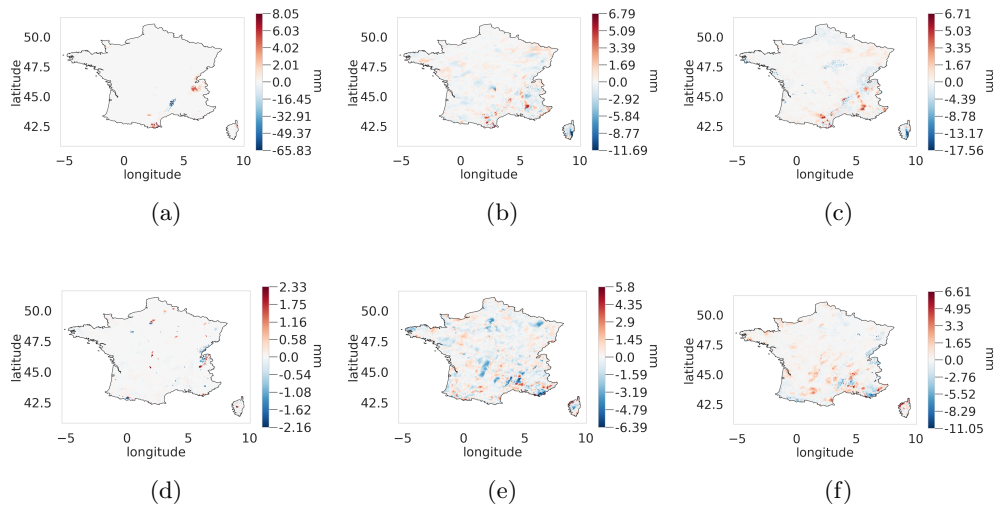 8.05
6.03
4.02
2.01
0.0
−16.45
−32.91
−49.37
−65.83
mm
50.0
47.5
45.0
42.5
latitude
−5 0 5 10
longitude
(a)
6.79
5.09
3.39
1.69
0.0
−2.92
−5.84
−8.77
−11.69
mm
50.0
47.5
45.0
42.5
latitude
−5 0 5 10
longitude
(b)
6.71
5.03
3.35
1.67
0.0
−4.39
−8.78
−13.17
−17.56
mm
50.0
47.5
45.0
42.5
latitude
−5 0 5 10
longitude
(c)
2.33
1.75
1.16
0.58
0.0
−0.54
−1.08
−1.62
−2.16
mm
50.0
47.5
45.0
42.5
latitude
−5 0 5 10
longitude
(d)
5.8
4.35
2.9
1.45
0.0
−1.59
−3.19
−4.79
−6.39
mm
50.0
47.5
45.0
42.5
latitude
−5 0 5 10
longitude
(e)
6.61
4.95
3.3
1.65
0.0
−2.76
−5.52
−8.29
−11.05
mm
50.0
47.5
45.0
42.5
latitude
−5 0 5 10
longitude
(f)